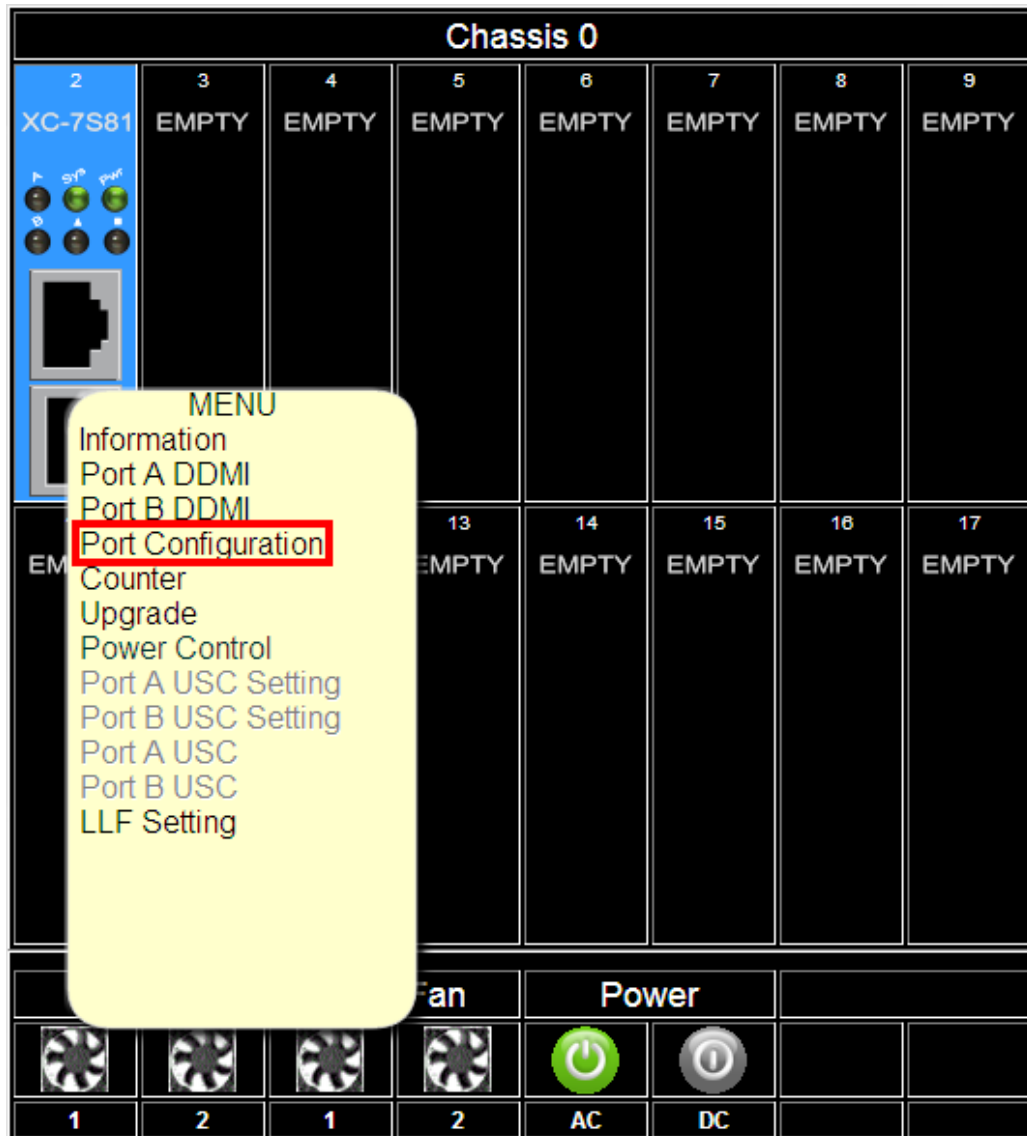 Chassis 0
2 3 4 5 6 7 8 9
XC-7S81 EMPTY EMPTY EMPTY EMPTY EMPTY EMPTY EMPTY
A SYS PWR
B ▲ ■
MENU
Information
Port A DDMI
Port B DDMI
Port Configuration
Counter
Upgrade
Power Control
Port A USC Setting
Port B USC Setting
Port A USC
Port B USC
LLF Setting
13 14 15 16 17
EMPTY EMPTY EMPTY EMPTY EMPTY
Fan Power
1 2 1 2 AC DC